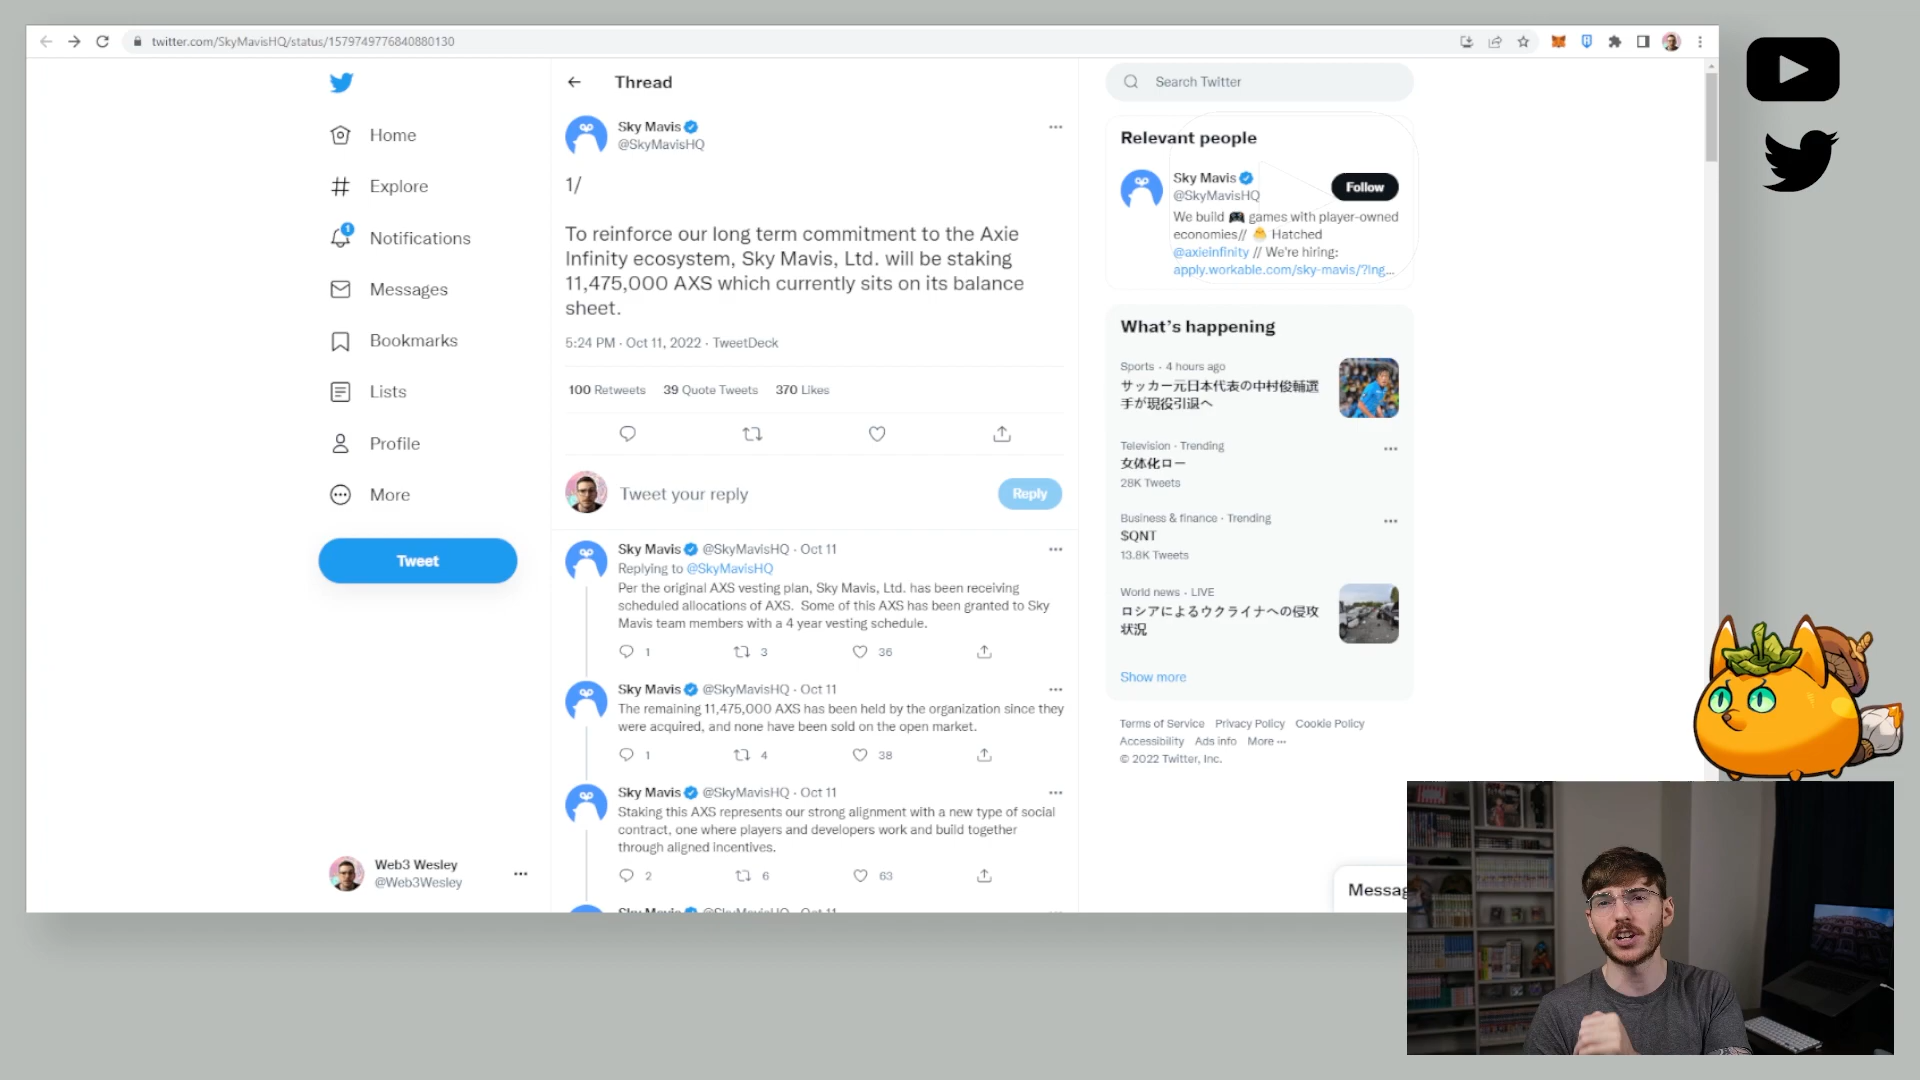 twitter.com/SkyMavisHQ/status/1579749776840880130
Home
Explore
1
Notifications
Messages
Bookmarks
Lists
Profile
More
Tweet
Web3 Wesley
@Web3Wesley
Thread
Sky Mavis
@SkyMavisHQ
1/
To reinforce our long term commitment to the Axie
Infinity ecosystem, Sky Mavis, Ltd. will be staking
11,475,000 AXS which currently sits on its balance
sheet.
5:24 PM · Oct 11, 2022 · TweetDeck
100 Retweets 39 Quote Tweets 370 Likes
Tweet your reply
Reply
Sky Mavis @SkyMavisHQ · Oct 11
Replying to @SkyMavisHQ
Per the original AXS vesting plan, Sky Mavis, Ltd. has been receiving
scheduled allocations of AXS. Some of this AXS has been granted to Sky
Mavis team members with a 4 year vesting schedule.
1 3 36
Sky Mavis @SkyMavisHQ · Oct 11
The remaining 11,475,000 AXS has been held by the organization since they
were acquired, and none have been sold on the open market.
1 4 38
Sky Mavis @SkyMavisHQ · Oct 11
Staking this AXS represents our strong alignment with a new type of social
contract, one where players and developers work and build together
through aligned incentives.
2 6 63
Sky Mavis @SkyMavisHQ · Oct 11
Search Twitter
Relevant people
Sky Mavis
@SkyMavisHQ
Follow
We build 🎮 games with player-owned
economies// 🐣 Hatched
@axieinfinity // We're hiring:
apply.workable.com/sky-mavis/?lng...
What's happening
Sports · 4 hours ago
サッカー元日本代表の中村俊輔選
手が現役引退へ
Television · Trending
女体化ロー
28K Tweets
Business & finance · Trending
SQNT
13.8K Tweets
World news · LIVE
ロシアによるウクライナへの侵攻
状況
Show more
Terms of Service Privacy Policy Cookie Policy
Accessibility Ads info More ···
© 2022 Twitter, Inc.
Messag